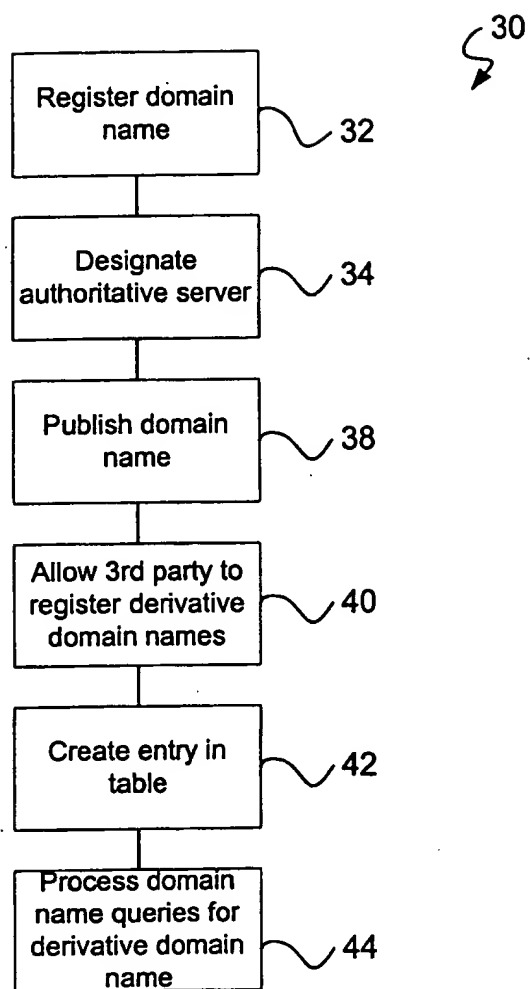 30
Register domain
name
32
Designate
authoritative server
34
Publish domain
name
38
Allow 3rd party to
register derivative
domain names
40
Create entry in
table
42
Process domain
name queries for
derivative domain
name
44